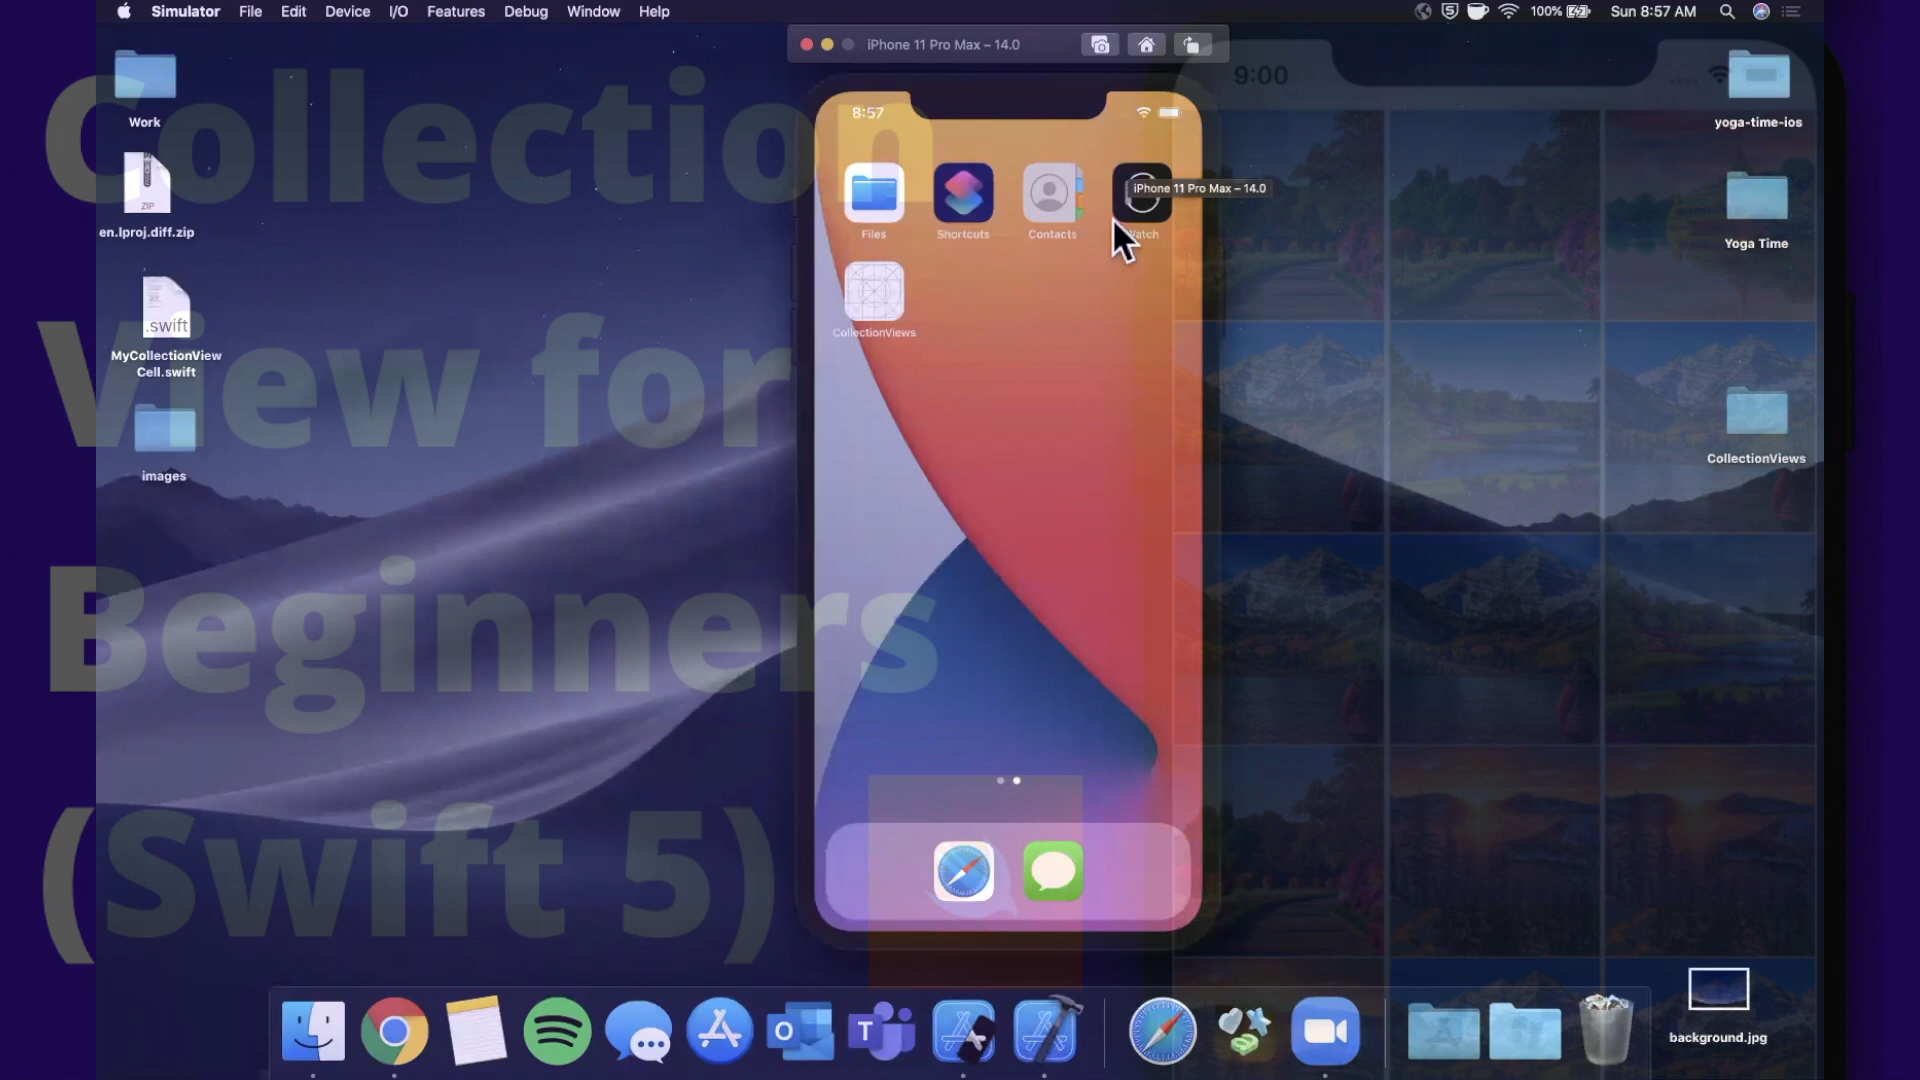 Simulator File Edit Device I/O Features Debug Window Help
100% Sun 8:57 AM
iPhone 11 Pro Max – 14.0
9:00
8:57
Work
ZIP
en.lproj.diff.zip
.swift
MyCollectionView
Cell.swift
images
Files Shortcuts Contacts Watch
iPhone 11 Pro Max – 14.0
CollectionViews
yoga-time-ios
Yoga Time
CollectionViews
background.jpg
Collection
View for
Beginners
(Swift 5)